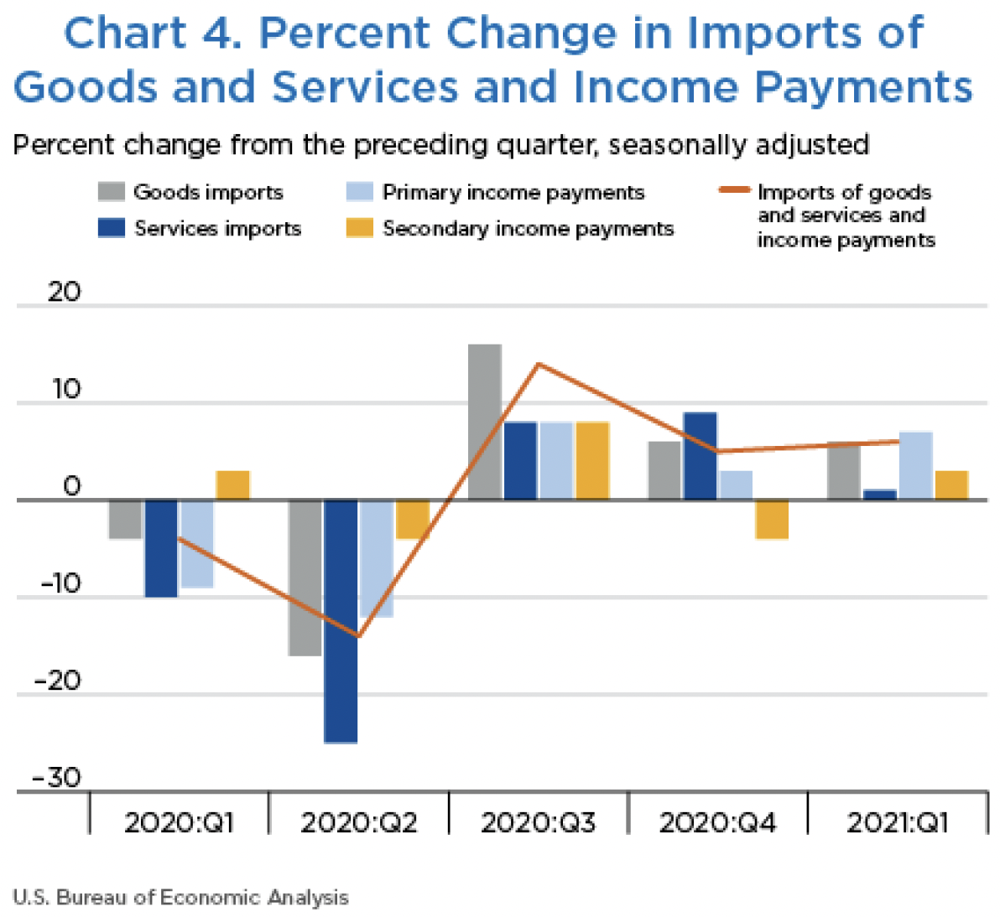 Chart 4. Percent Change in Imports of
Goods and Services and Income Payments
Percent change from the preceding quarter, seasonally adjusted
Goods imports
Services imports
Primary income payments
Secondary income payments
Imports of goods
and services and
income payments
20
10
0
−10
−20
−30
2020:Q1 2020:Q2 2020:Q3 2020:Q4 2021:Q1
U.S. Bureau of Economic Analysis